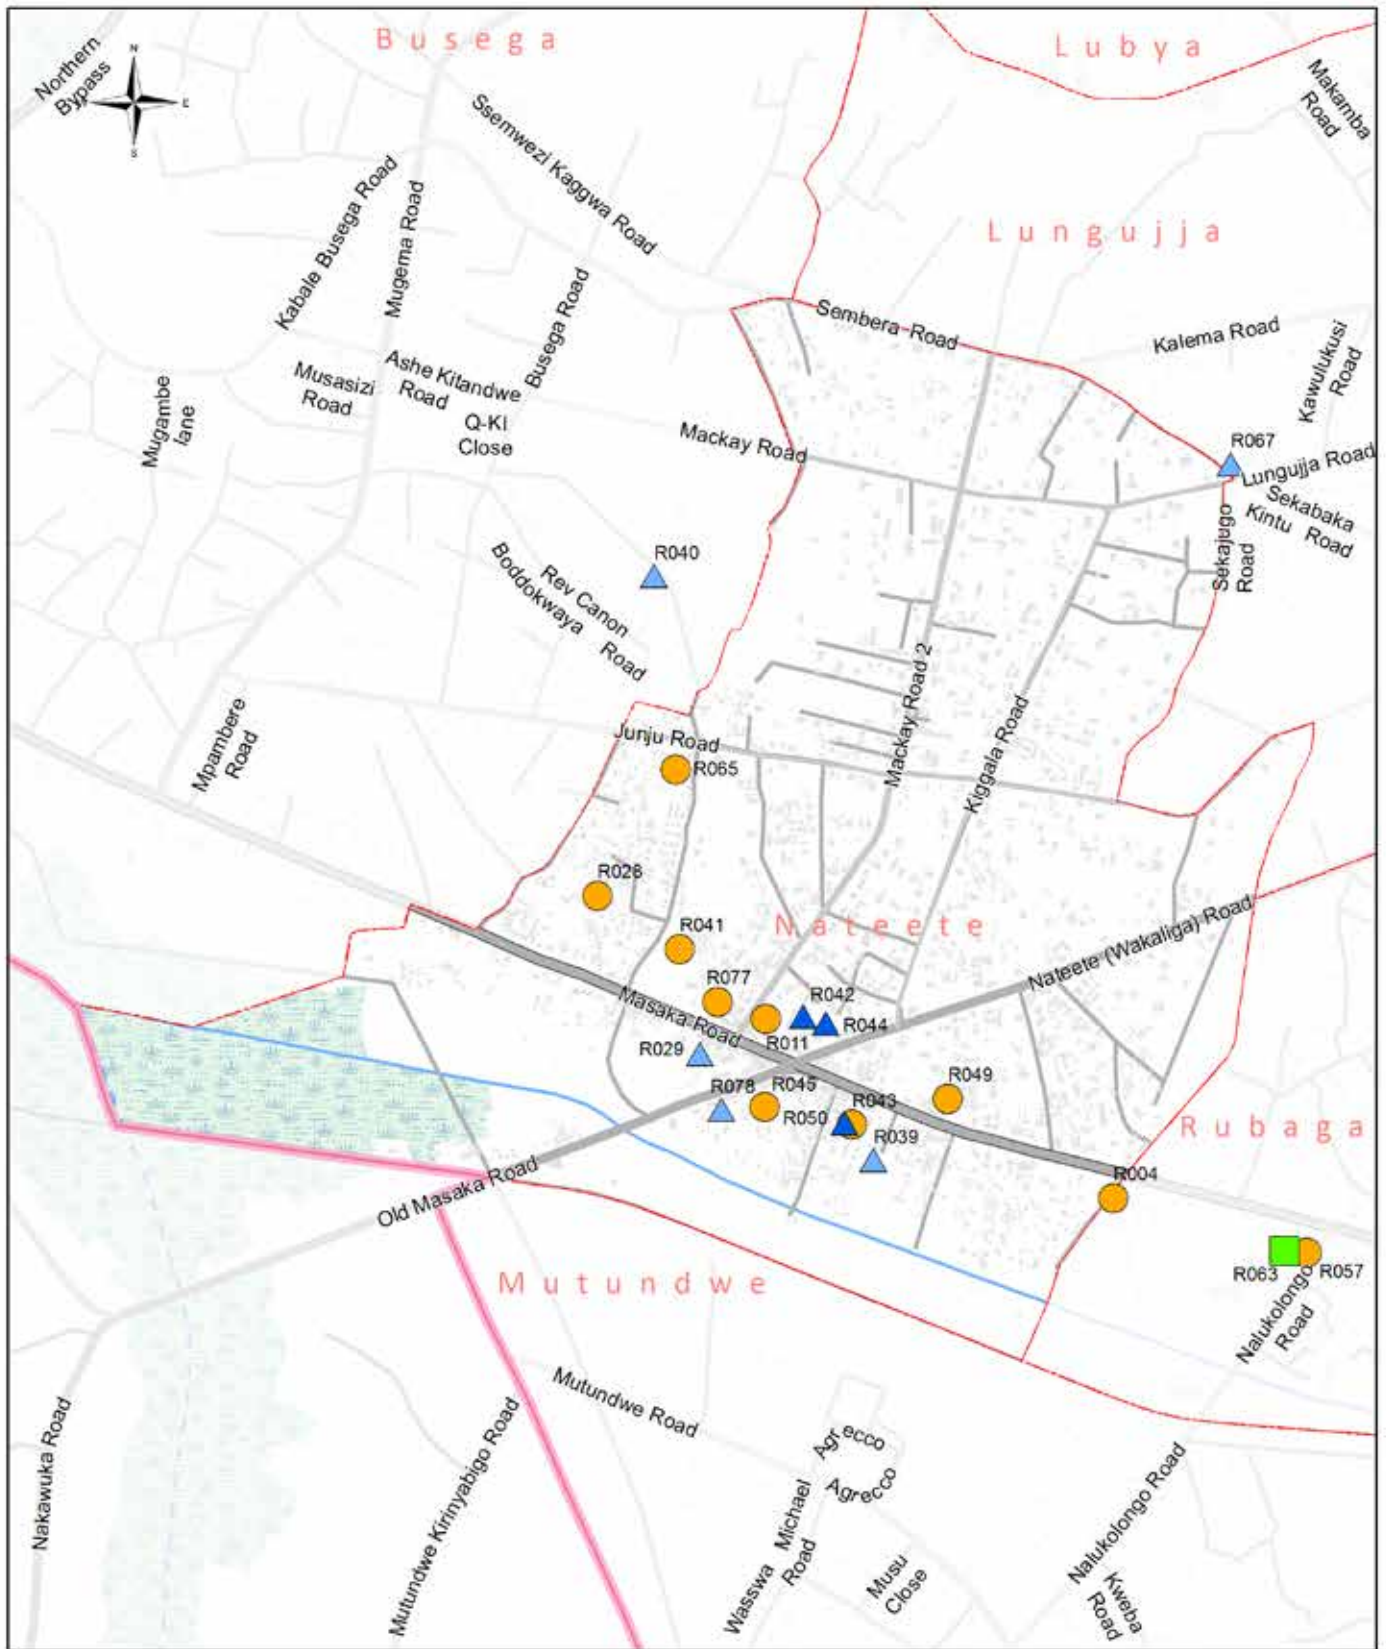 Busega
Lubya
Northern
Bypass
N
E
S
Makamba
Road
Ssemwezi Kaggwa Road
Kabale Busega Road
Mugema Road
Lungujja
Busega Road
Sembera Road
Kalema Road
Kawulukusi
Road
Ashe Kitandwe
Road
Musasizi
Road
Mugambe
lane
Q-KI
Close
Mackay Road
R067
Lungujja Road
Sekabaka
Kintu Road
Sekajugo
Road
R040
Rev Canon
Boddokwaya Road
Mackay Road 2
Kiggala Road
Mpambere
Road
Junju Road
R065
R028
R041
Nateete
Nateete (Wakaliga) Road
R077
R042
R044
Masaka Road
R011
R029
R078
R045
R049
R050
R043
R039
Rubaga
R004
Old Masaka Road
R063
R057
Nalukolongo
Road
Mutundwe
Mutundwe Road
Nakawuka Road
Mutundwe Kirinyabigo Road
Agrecco
Agrecco
Wasswa Michael
Road
Musu
Close
Nalukolongo Road
Kweba
Road